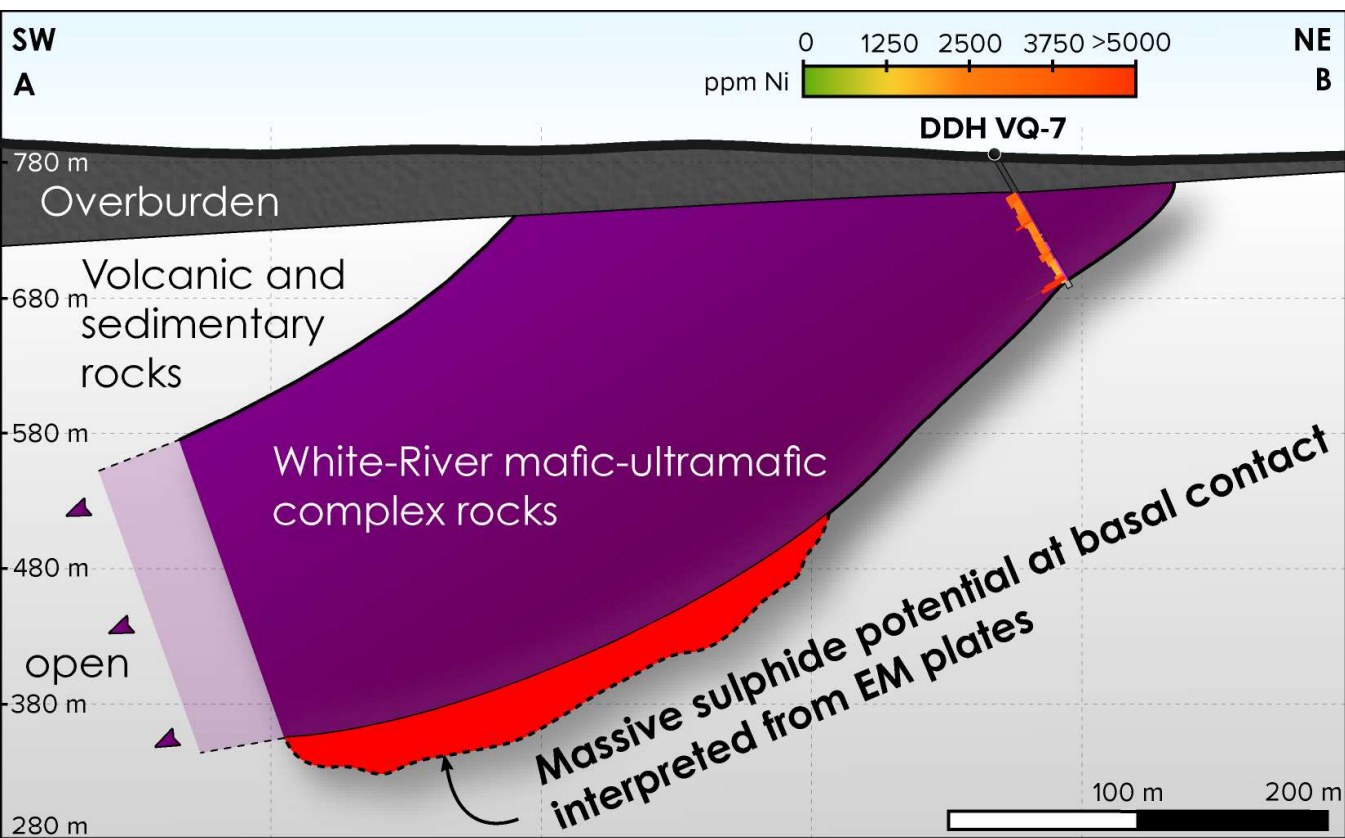 SW
NE
A
B
0 1250 2500 3750 >5000
ppm Ni
DDH VQ-7
780 m
Overburden
Volcanic and
sedimentary
rocks
680 m
580 m
White-River mafic-ultramafic
complex rocks
480 m
open
380 m
Massive sulphide potential at basal contact
interpreted from EM plates
280 m
100 m 200 m